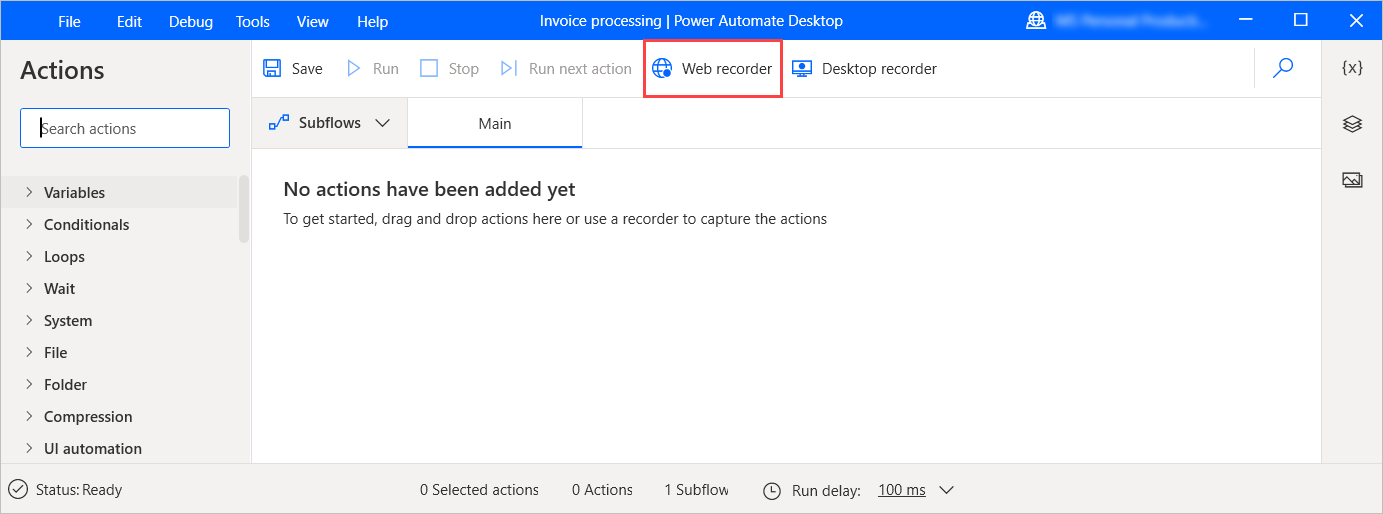 File Edit Debug Tools View Help Invoice processing | Power Automate Desktop
Actions
Save Run Stop Run next action Web recorder Desktop recorder {x}
Search actions
Subflows Main
No actions have been added yet
To get started, drag and drop actions here or use a recorder to capture the actions
Variables
Conditionals
Loops
Wait
System
File
Folder
Compression
UI automation
Status: Ready 0 Selected actions 0 Actions 1 Subflow Run delay: 100 ms